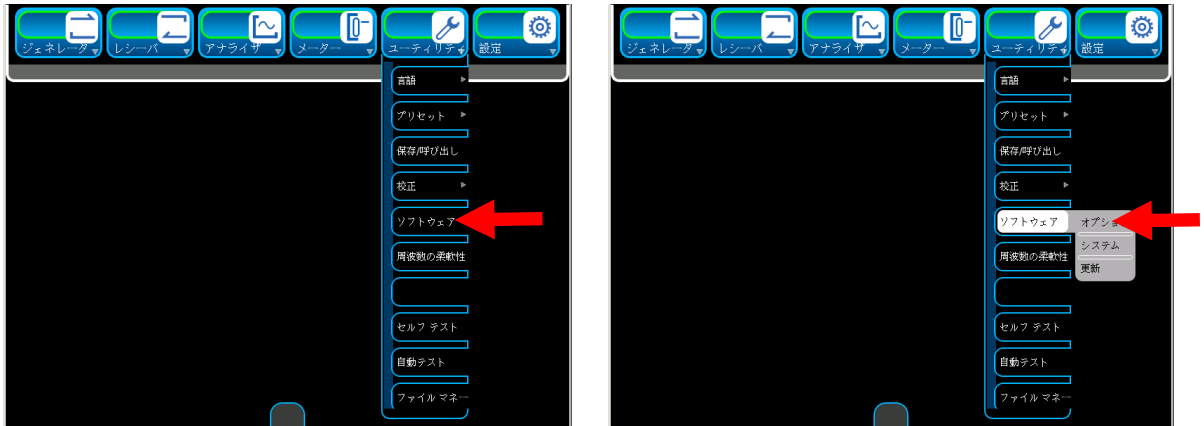 ジェネレータ レシーバ アナライザ メーター ユーティリティ 設定
言語
プリセット
保存/呼び出し
校正
ソフトウェア
周波数の柔軟性
セルフ テスト
自動テスト
ファイル マネー
ジェネレータ レシーバ アナライザ メーター ユーティリティ 設定
言語
プリセット
保存/呼び出し
校正
ソフトウェア
オプショ
システム
更新
周波数の柔軟性
セルフ テスト
自動テスト
ファイル マネー